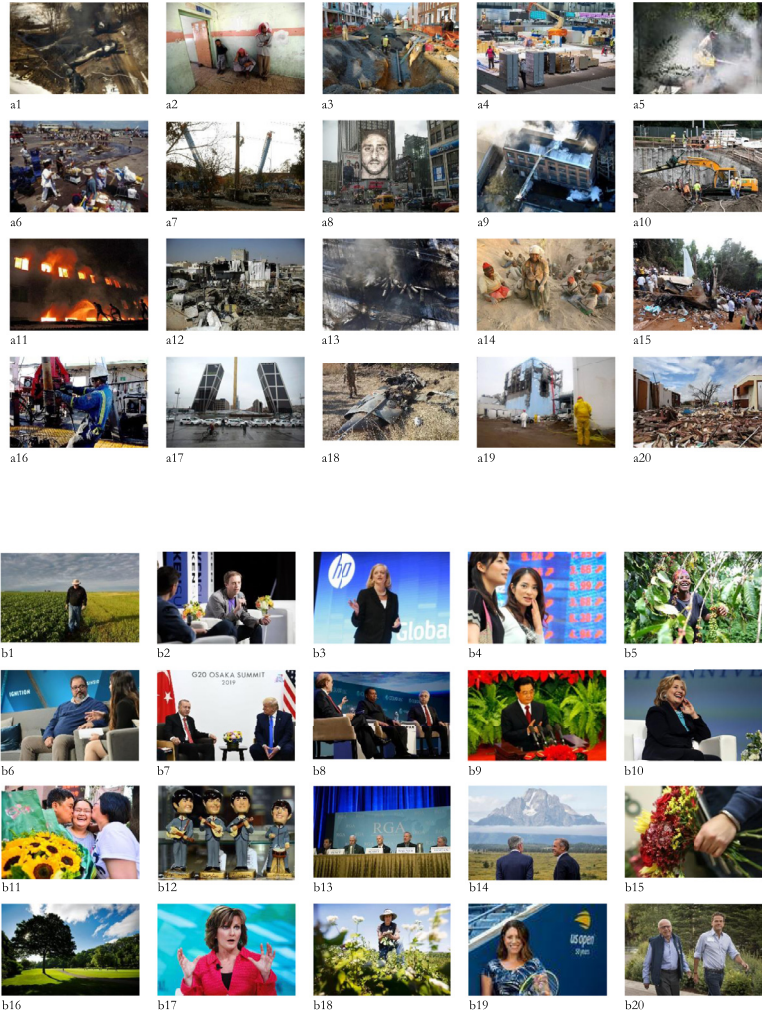 a1 a2 a3 a4 a5
a6 a7 a8 a9 a10
a11 a12 a13 a14 a15
a16 a17 a18 a19 a20
hp
Global
b1 b2 b3 b4 b5
IGNITION
G20 OSAKA SUMMIT
2019
b6 b7 b8 b9 b10
RGA
b11 b12 b13 b14 b15
us open
b16 b17 b18 b19 b20